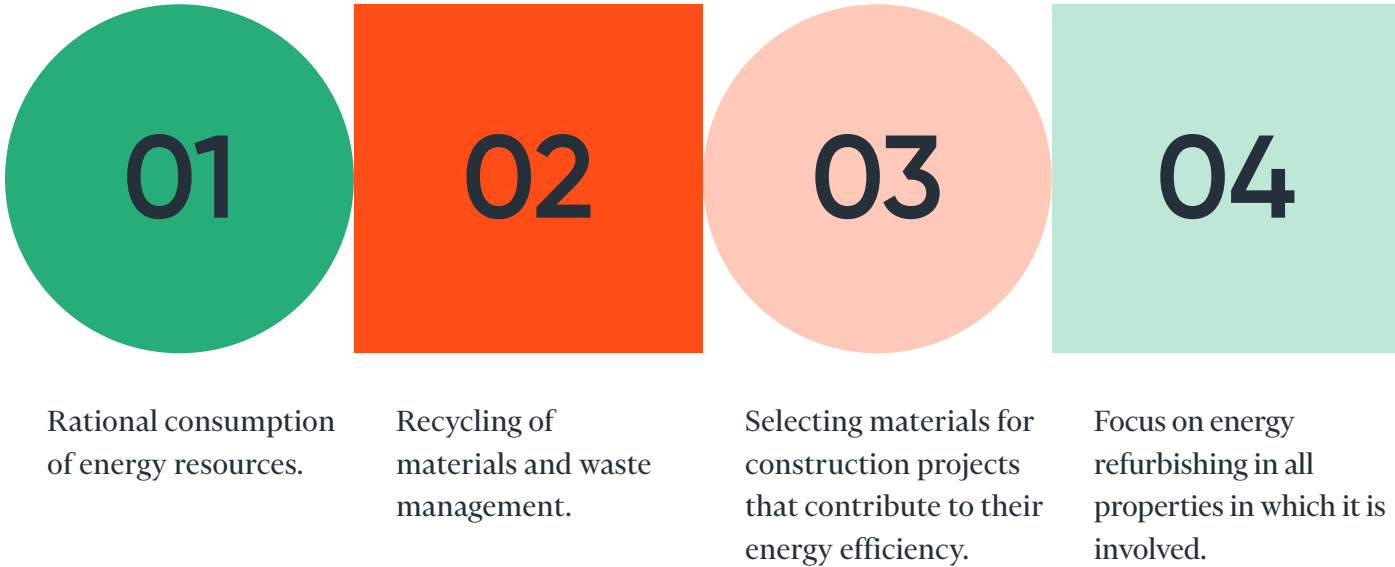 01
Rational consumption
of energy resources.
02
Recycling of
materials and waste
management.
03
Selecting materials for
construction projects
that contribute to their
energy efficiency.
04
Focus on energy
refurbishing in all
properties in which it is
involved.